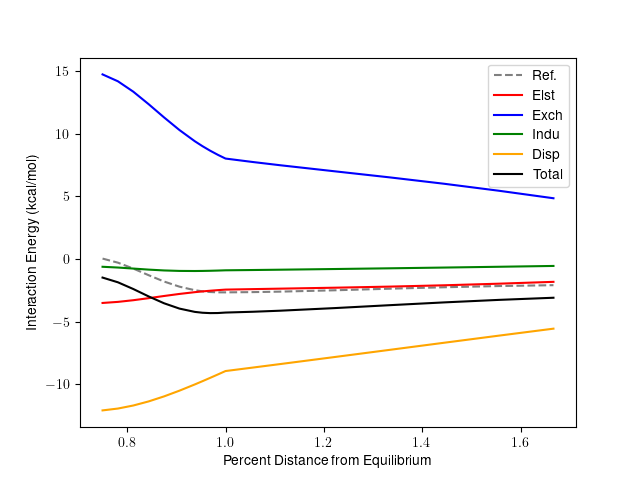 Interaction Energy (kcal/mol)
15
10
5
0
−5
−10
Ref.
Elst
Exch
Indu
Disp
Total
0.8 1.0 1.2 1.4 1.6
Percent Distance from Equilibrium